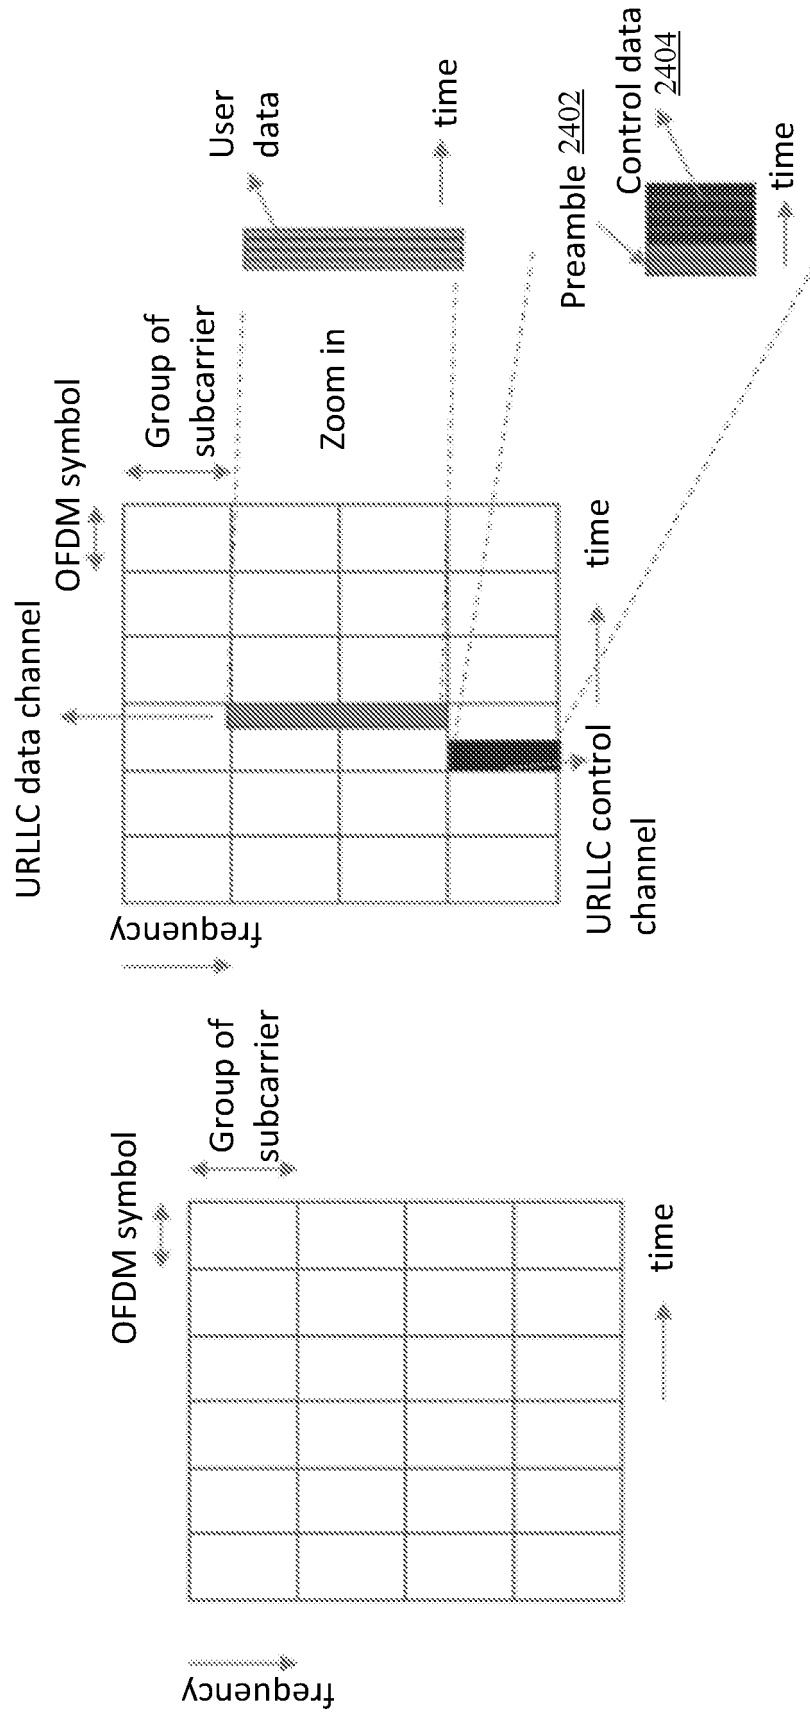 frequency
OFDM symbol
Group of
subcarrier
time
frequency
URLLC data channel
OFDM symbol
Group of
subcarrier
Zoom in
User
data
time
URLLC control
channel
time
Preamble 2402
Control data
2404
time